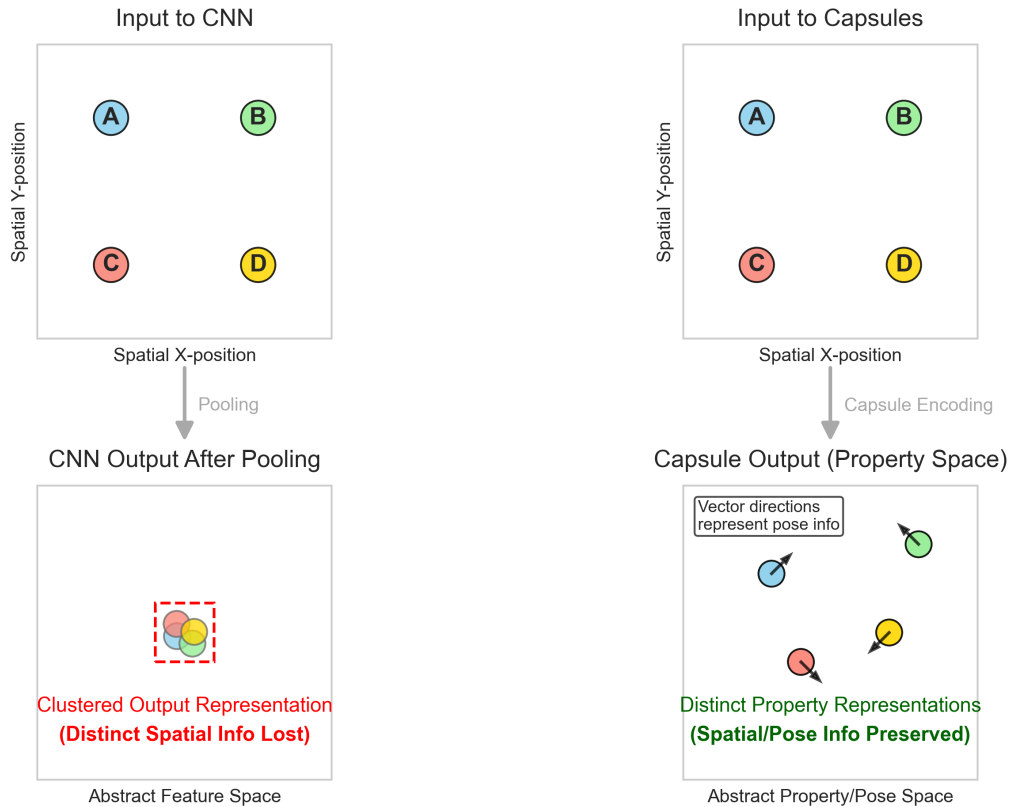 Input to CNN
A
B
C
D
Spatial Y-position
Spatial X-position
Pooling
CNN Output After Pooling
Clustered Output Representation
(Distinct Spatial Info Lost)
Abstract Feature Space
Input to Capsules
A
B
C
D
Spatial Y-position
Spatial X-position
Capsule Encoding
Capsule Output (Property Space)
Vector directions
represent pose info
Distinct Property Representations
(Spatial/Pose Info Preserved)
Abstract Property/Pose Space